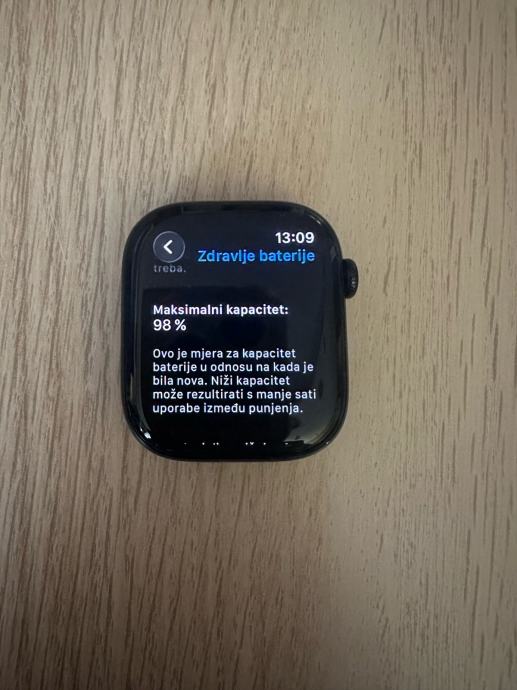 13:09
Zdravlje baterije
treba.
Maksimalni kapacitet:
98 %
Ovo je mjera za kapacitet
baterije u odnosu na kada je
bila nova. Niži kapacitet
može rezultirati s manje sati
uporabe između punjenja.